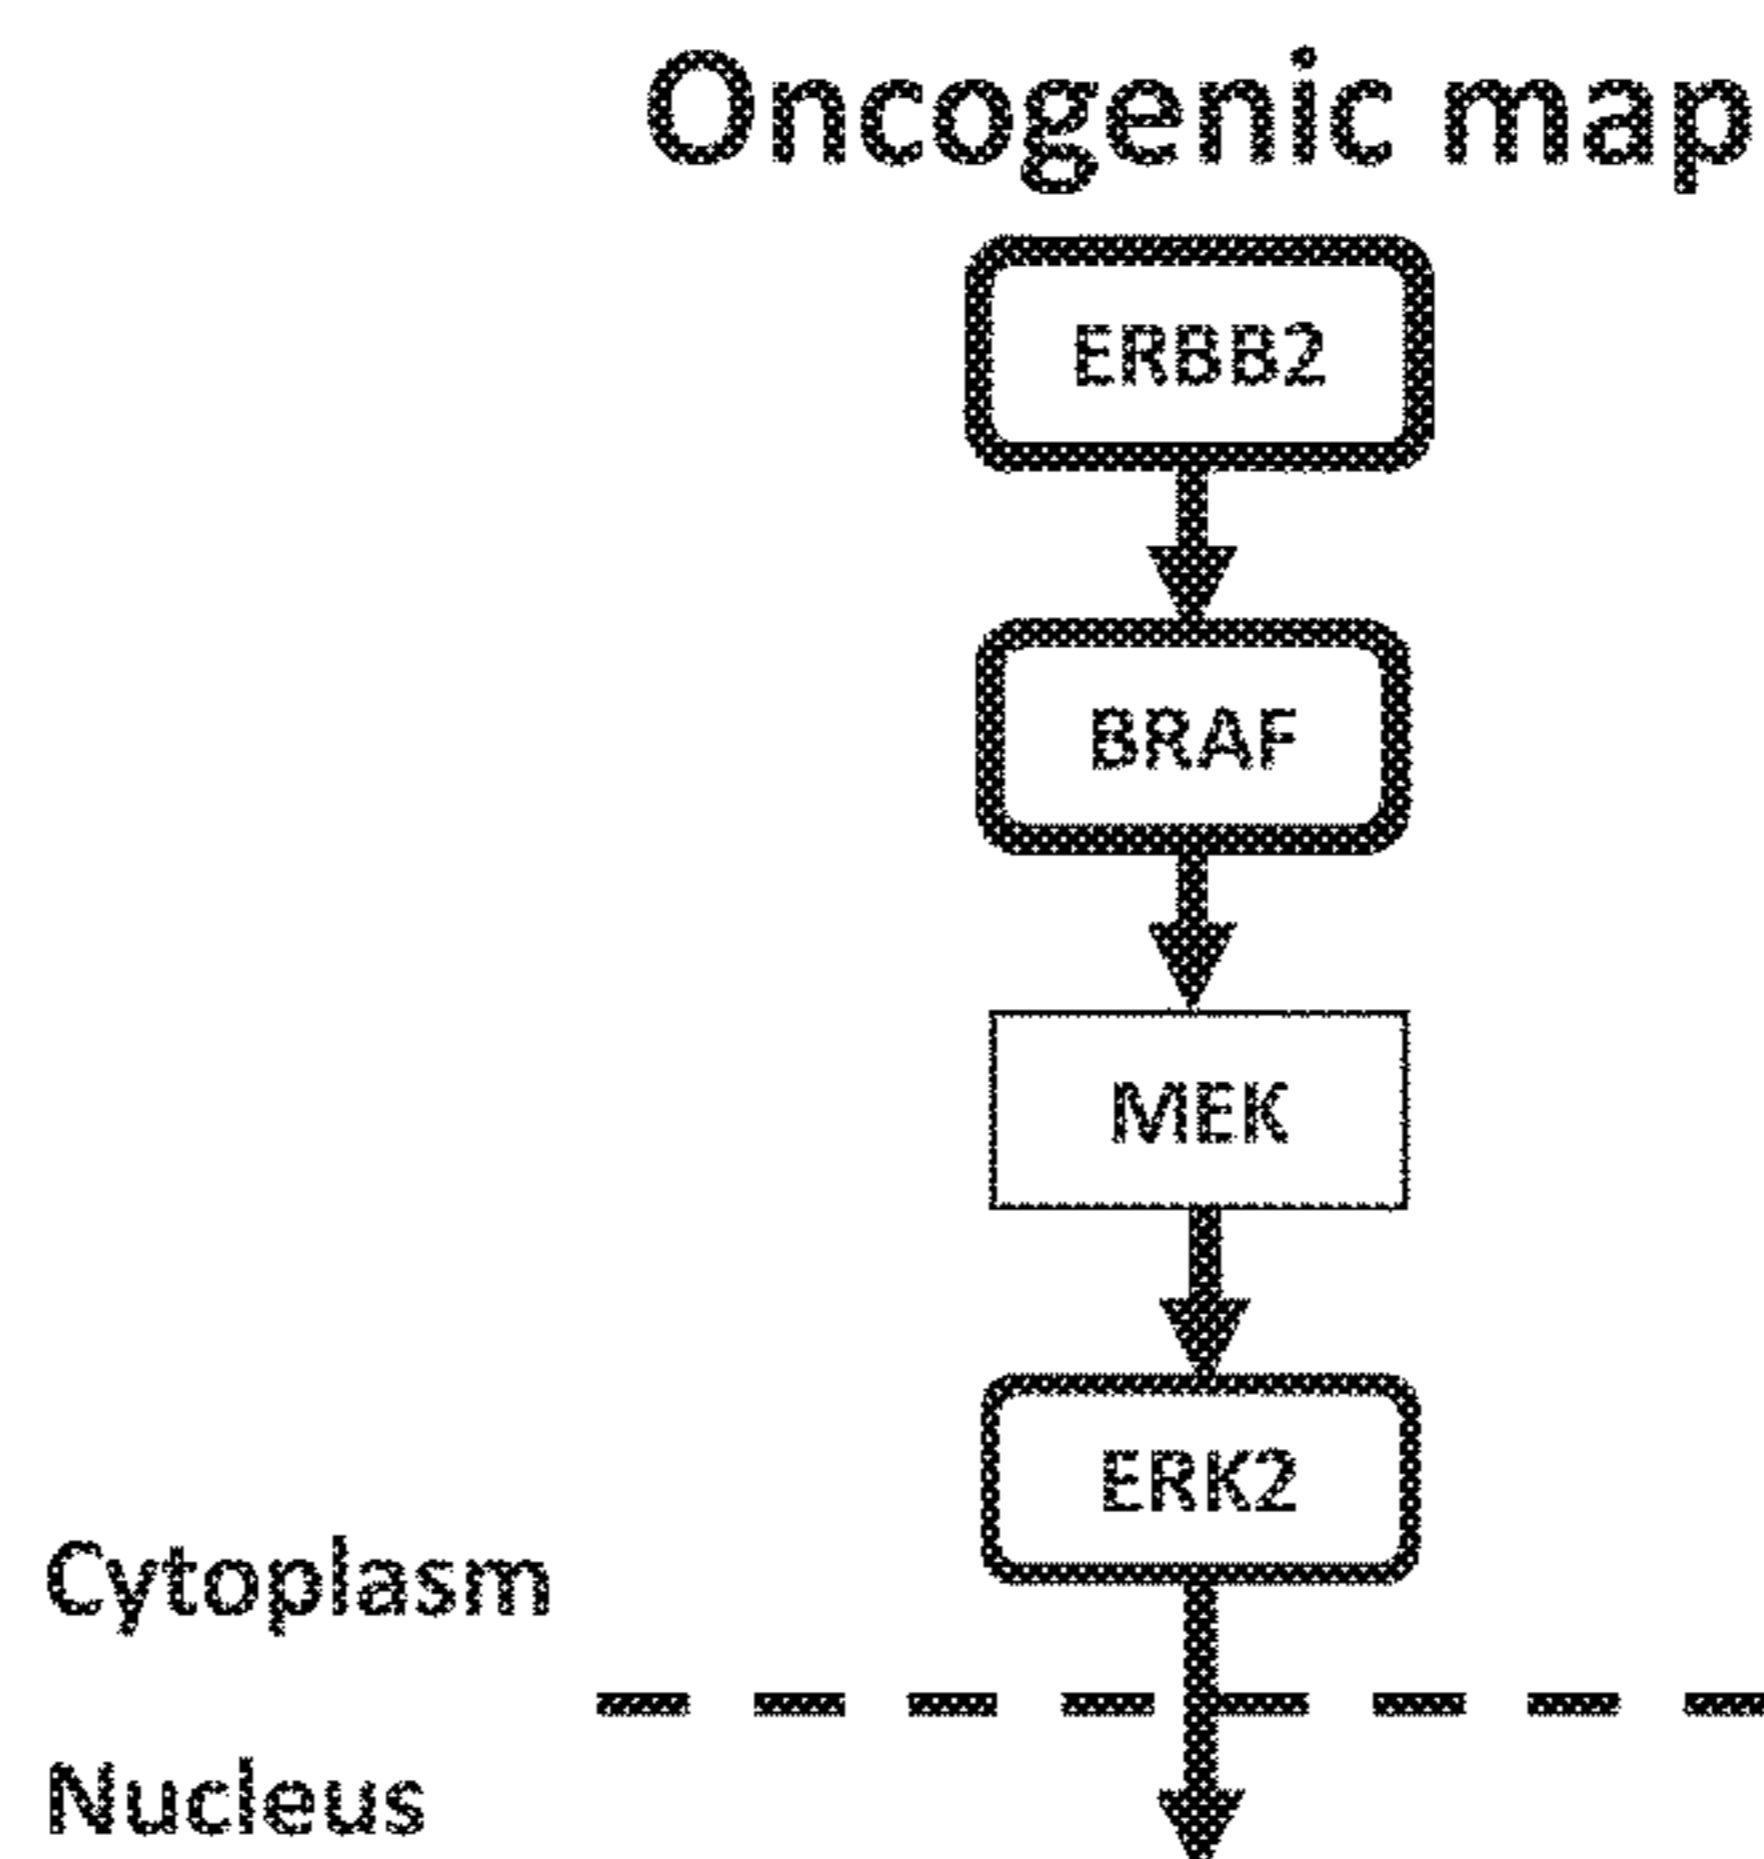 Oncogenic map
ERBB2
BRAF
MEK
ERK2
Cytoplasm
Nucleus